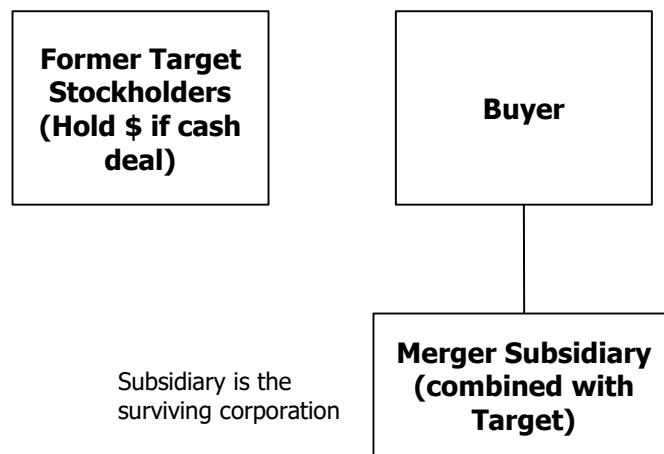 Former Target
Stockholders
(Hold $ if cash
deal)
Buyer
Merger Subsidiary
(combined with
Target)
Subsidiary is the
surviving corporation